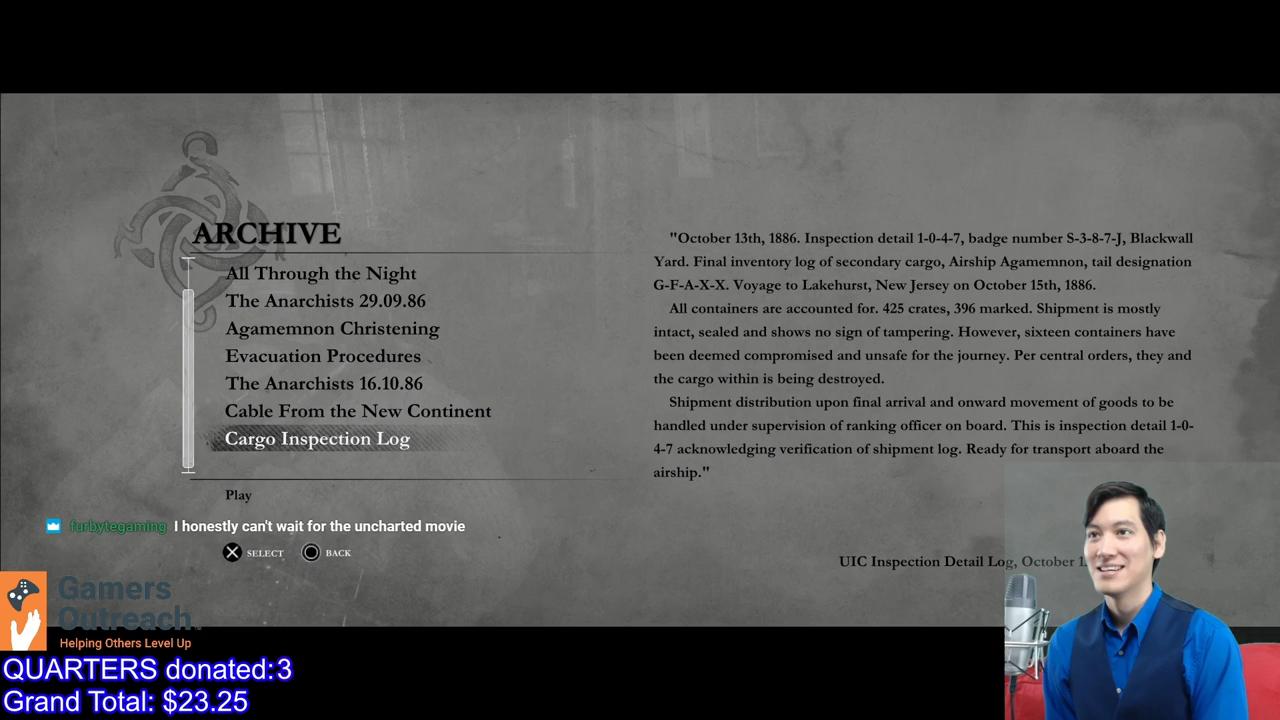 ARCHIVE
All Through the Night
The Anarchists 29.09.86
Agamemnon Christening
Evacuation Procedures
The Anarchists 16.10.86
Cable From the New Continent
Cargo Inspection Log
Play
"October 13th, 1886. Inspection detail 1-0-4-7, badge number S-3-8-7-J, Blackwall
Yard. Final inventory log of secondary cargo, Airship Agamemnon, tail designation
G-F-A-X-X. Voyage to Lakehurst, New Jersey on October 15th, 1886.
All containers are accounted for. 425 crates, 396 marked. Shipment is mostly
intact, sealed and shows no sign of tampering. However, sixteen containers have
been deemed compromised and unsafe for the journey. Per central orders, they and
the cargo within is being destroyed.
Shipment distribution upon final arrival and onward movement of goods to be
handled under supervision of ranking officer on board. This is inspection detail 1-0-
4-7 acknowledging verification of shipment log. Ready for transport aboard the
airship."
UIC Inspection Detail Log, October 1
furbytegaming I honestly can't wait for the uncharted movie
SELECT BACK
Gamers
Outreach.
Helping Others Level Up
QUARTERS donated:3
Grand Total: $23.25